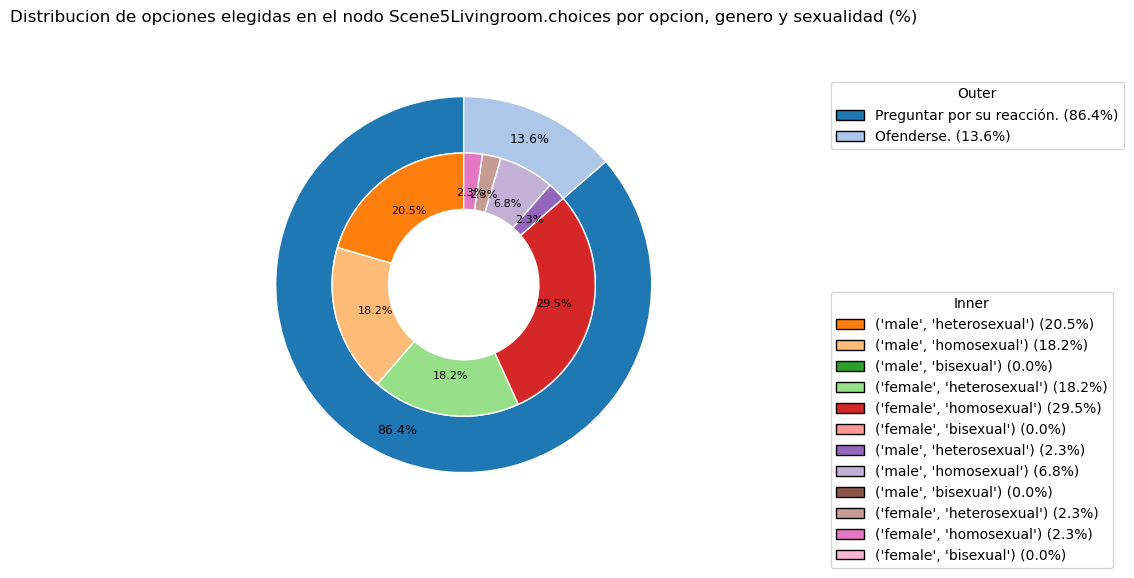 Distribucion de opciones elegidas en el nodo Scene5Livingroom.choices por opcion, genero y sexualidad (%)
Outer
Preguntar por su reacción. (86.4%)
Ofenderse. (13.6%)
13.6%
2.3%
2.3%
6.8%
2.3%
20.5%
29.5%
18.2%
18.2%
86.4%
Inner
('male', 'heterosexual') (20.5%)
('male', 'homosexual') (18.2%)
('male', 'bisexual') (0.0%)
('female', 'heterosexual') (18.2%)
('female', 'homosexual') (29.5%)
('female', 'bisexual') (0.0%)
('male', 'heterosexual') (2.3%)
('male', 'homosexual') (6.8%)
('male', 'bisexual') (0.0%)
('female', 'heterosexual') (2.3%)
('female', 'homosexual') (2.3%)
('female', 'bisexual') (0.0%)